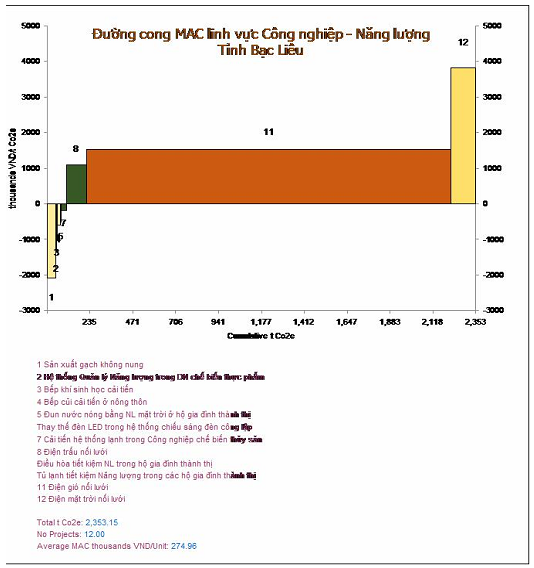 Đường cong MAC lĩnh vực Công nghiệp - Năng lượng
Tỉnh Bạc Liêu
thousands VND/t Co2e
5000
4000
3000
2000
1000
0
-1000
-2000
-3000
5000
4000
3000
2000
1000
0
-1000
-2000
-3000
12
11
8
7
3
2
1
235
471
706
941
1,177
1,412
1,647
1,883
2,118
2,353
Cumulative t Co2e
1 Sản xuất gạch không nung
2 Hệ thống Quản lý Năng lượng trong DN chế biến thực phẩm
3 Bếp khí sinh học cải tiến
4 Bếp củi cải tiến ở nông thôn
5 Đun nước nóng bằng NL mặt trời ở hộ gia đình thành thị
Thay thế đèn LED trong hệ thống chiếu sáng đèn công lập
7 Cải tiến hệ thống lạnh trong Công nghiệp chế biến thủy sản
8 Điện trấu nối lưới
Điều hòa tiết kiệm NL trong hộ gia đình thành thị
Tủ lạnh tiết kiệm Năng lượng trong các hộ gia đình thành thị
11 Điện gió nối lưới
12 Điện mặt trời nối lưới
Total t Co2e: 2,353.15
No Projects: 12.00
Average MAC thousands VND/Unit: 274.96